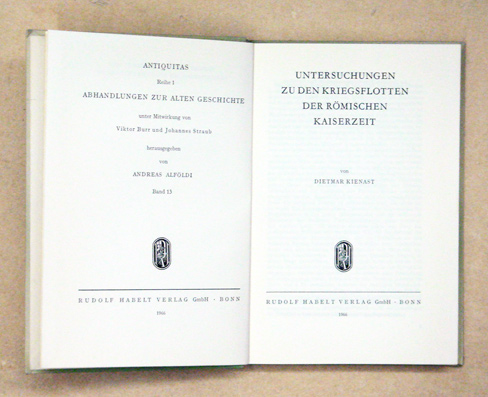 ANTIQUITAS
Reihe 1
ABHANDLUNGEN ZUR ALTEN GESCHICHTE
unter Mitwirkung von
Viktor Burr und Johannes Straub
herausgegeben
von
ANDREAS ALFÖLDI
Band 13
RUDOLF HABELT VERLAG GmbH - BONN
1966
UNTERSUCHUNGEN
ZU DEN KRIEGSFLOTTEN
DER RÖMISCHEN
KAISERZEIT
von
DIETMAR KIENAST
RUDOLF HABELT VERLAG GmbH - BONN
1966